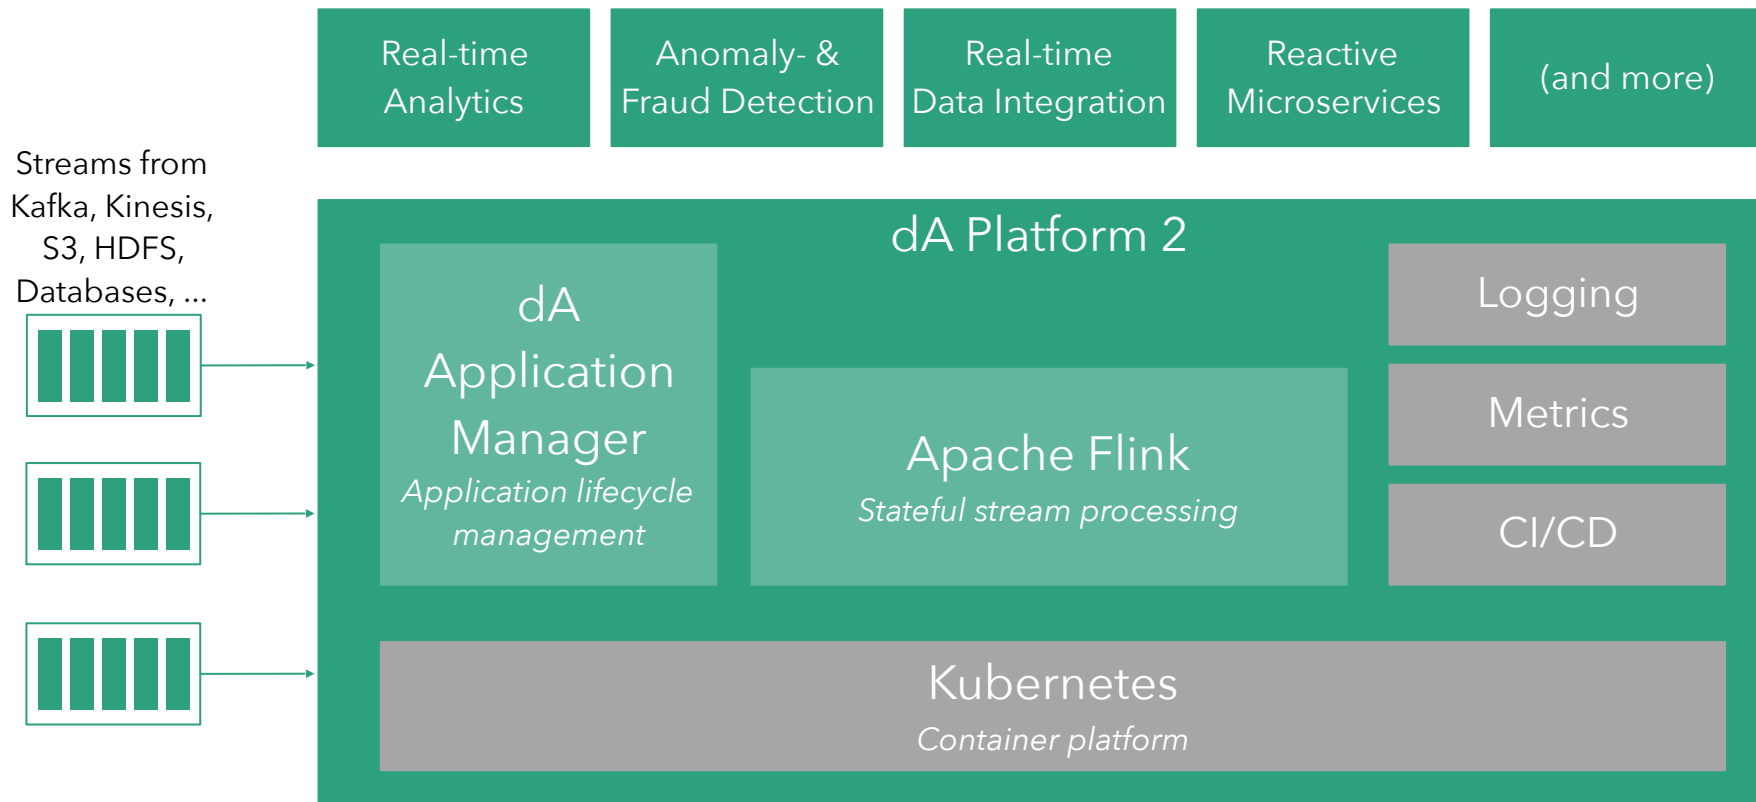 Real-time
Analytics
Anomaly- &
Fraud Detection
Real-time
Data Integration
Reactive
Microservices
(and more)
Streams from
Kafka, Kinesis,
S3, HDFS,
Databases, ...
dA Platform 2
dA
Application
Manager
Application lifecycle
management
Apache Flink
Stateful stream processing
Logging
Metrics
CI/CD
Kubernetes
Container platform